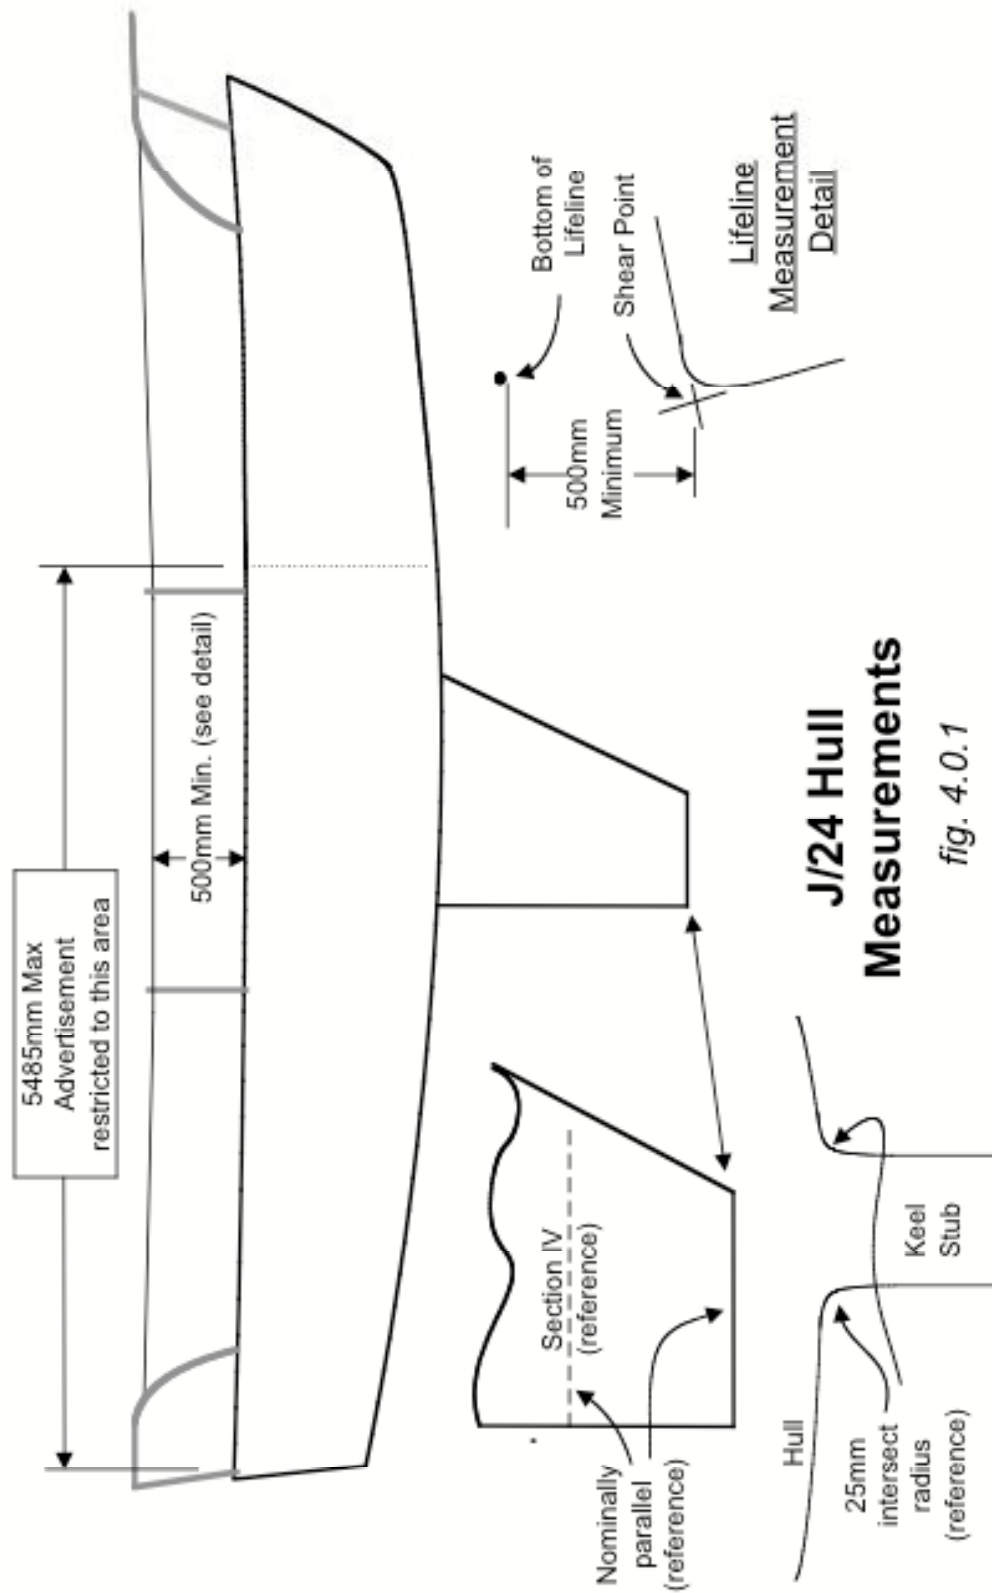 5485mm Max
Advertisement
restricted to this area
500mm Min. (see detail)
Bottom of
Lifeline
Shear Point
500mm
Minimum
Lifeline
Measurement
Detail
Section IV
(reference)
Nominally
parallel
(reference)
Hull
25mm
intersect
radius
(reference)
Keel
Stub
J/24 Hull
Measurements
fig. 4.0.1